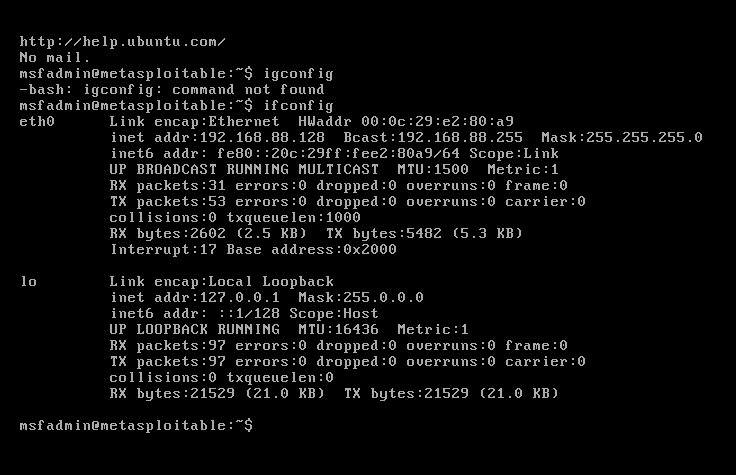 http://help.ubuntu.com/
No mail.
msfadmin@metasploitable:~$ igconfig
-bash: igconfig: command not found
msfadmin@metasploitable:~$ ifconfig
eth0      Link encap:Ethernet  HWaddr 00:0c:29:e2:80:a9
          inet addr:192.168.88.128  Bcast:192.168.88.255  Mask:255.255.255.0
          inet6 addr: fe80::20c:29ff:fee2:80a9/64 Scope:Link
          UP BROADCAST RUNNING MULTICAST  MTU:1500  Metric:1
          RX packets:31 errors:0 dropped:0 overruns:0 frame:0
          TX packets:53 errors:0 dropped:0 overruns:0 carrier:0
          collisions:0 txqueuelen:1000
          RX bytes:2602 (2.5 KB)  TX bytes:5482 (5.3 KB)
          Interrupt:17 Base address:0x2000

lo        Link encap:Local Loopback
          inet addr:127.0.0.1  Mask:255.0.0.0
          inet6 addr: ::1/128 Scope:Host
          UP LOOPBACK RUNNING  MTU:16436  Metric:1
          RX packets:97 errors:0 dropped:0 overruns:0 frame:0
          TX packets:97 errors:0 dropped:0 overruns:0 carrier:0
          collisions:0 txqueuelen:0
          RX bytes:21529 (21.0 KB)  TX bytes:21529 (21.0 KB)

msfadmin@metasploitable:~$